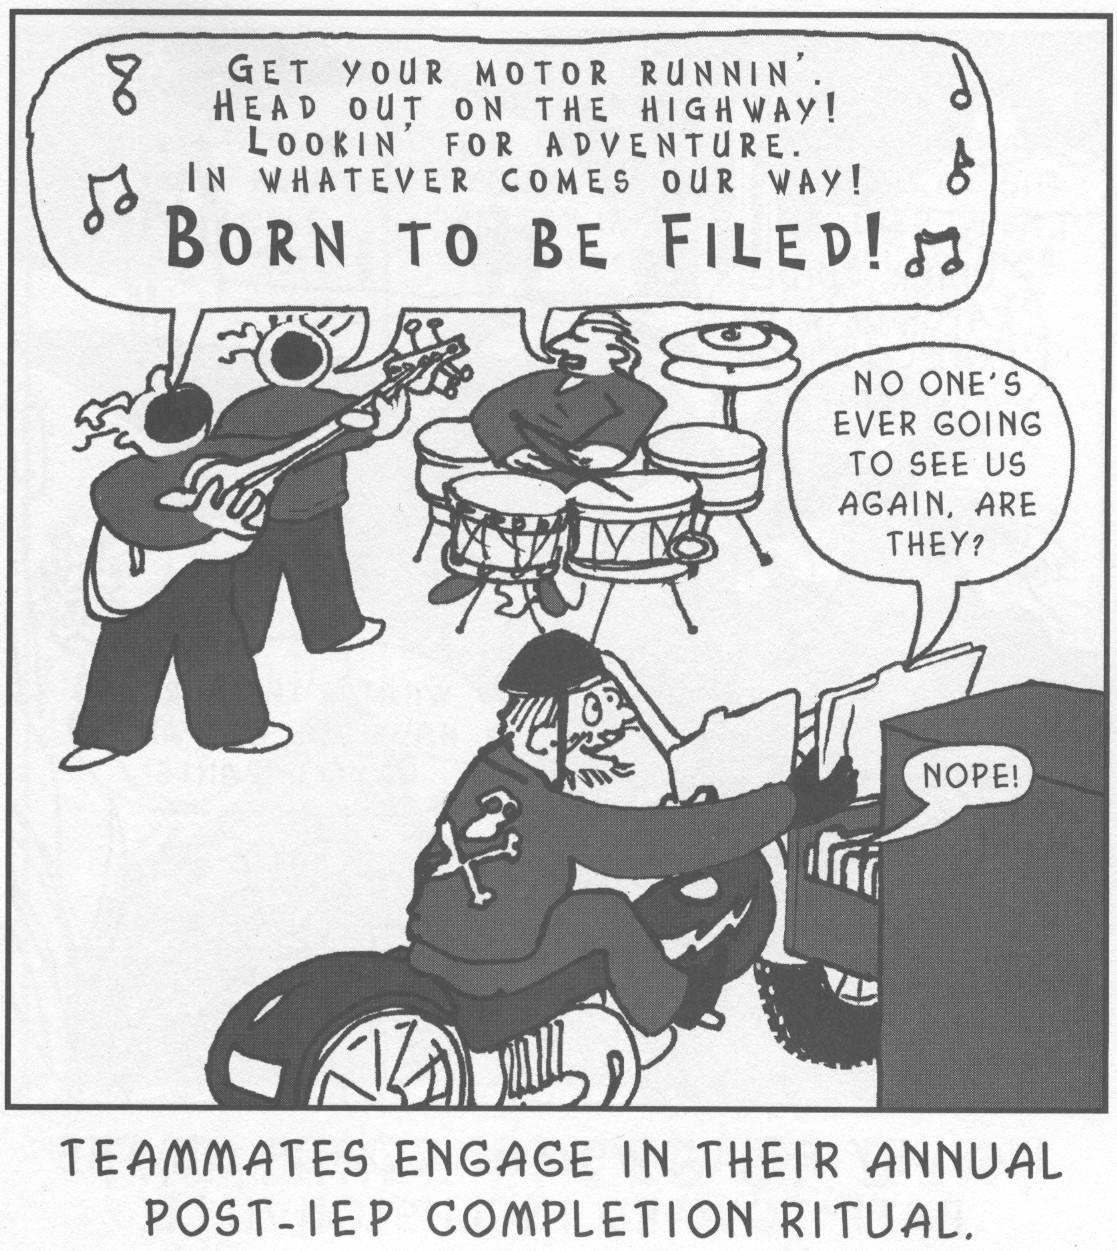 GET YOUR MOTOR RUNNIN'.
HEAD OUT ON THE HIGHWAY!
LOOKIN' FOR ADVENTURE.
IN WHATEVER COMES OUR WAY!
BORN TO BE FILED!
NO ONE'S
EVER GOING
TO SEE US
AGAIN, ARE
THEY?
NOPE!
TEAMMATES ENGAGE IN THEIR ANNUAL
POST-IEP COMPLETION RITUAL.